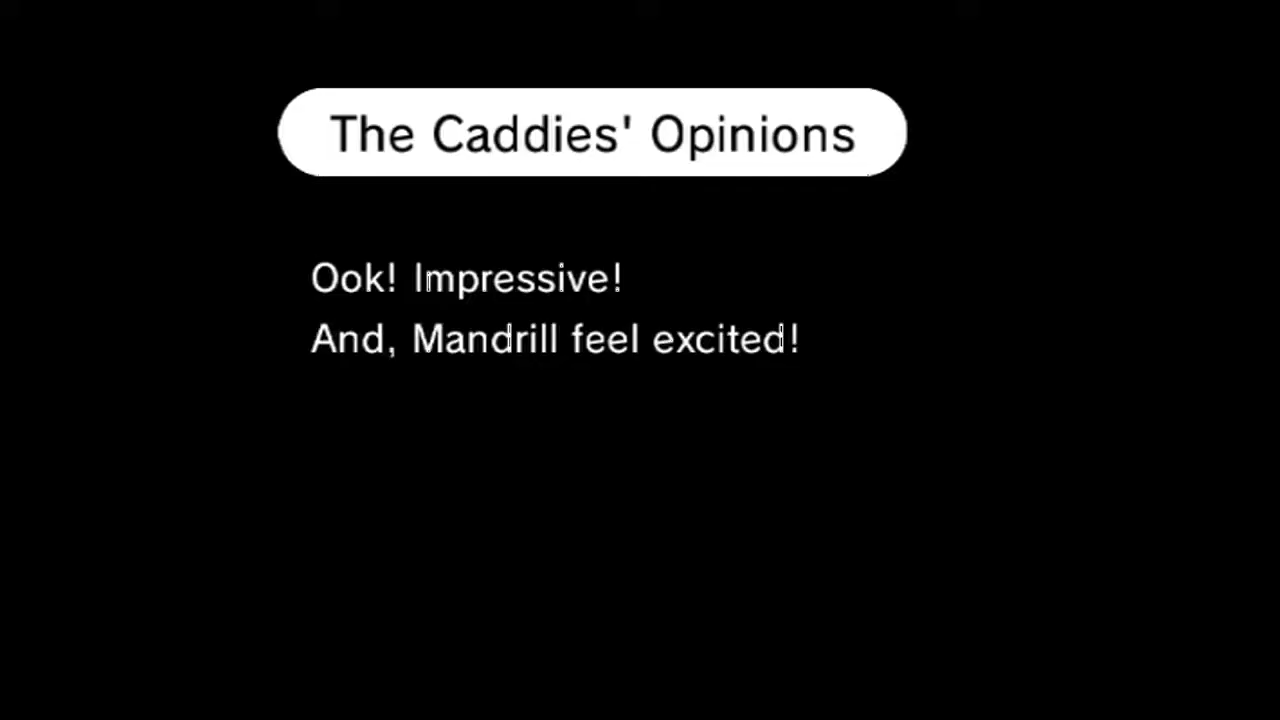 The Caddies' Opinions
Ook! Impressive!
And, Mandrill feel excited!